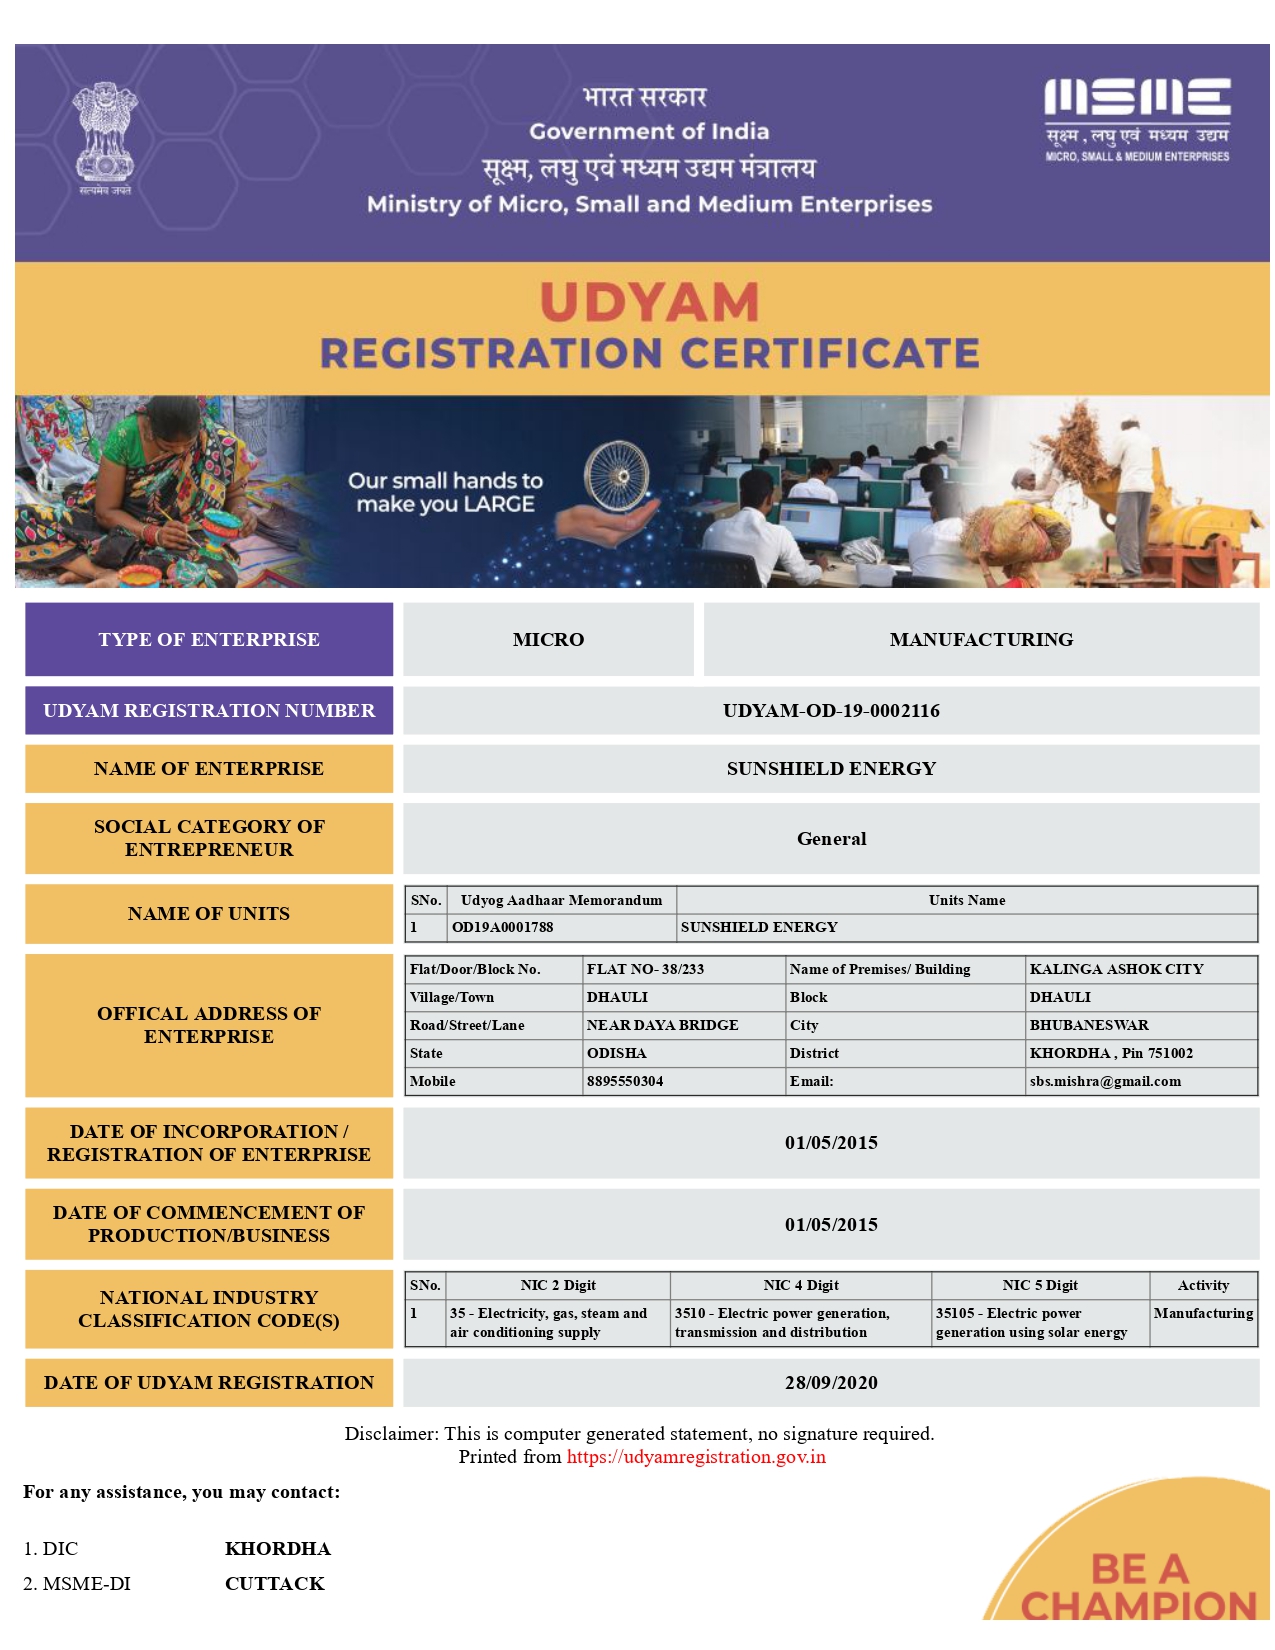 भारत सरकार
Government of India
सूक्ष्म, लघु एवं मध्यम उद्यम मंत्रालय
Ministry of Micro, Small and Medium Enterprises
सत्यमेव जयते
MSME
सूक्ष्म , लघु एवं मध्यम उद्यम
MICRO, SMALL & MEDIUM ENTERPRISES
UDYAM
REGISTRATION CERTIFICATE
Our small hands to
make you LARGE
TYPE OF ENTERPRISE MICRO MANUFACTURING
UDYAM REGISTRATION NUMBER UDYAM-OD-19-0002116
NAME OF ENTERPRISE SUNSHIELD ENERGY
SOCIAL CATEGORY OF
ENTREPRENEUR
General
NAME OF UNITS
SNo. Udyog Aadhaar Memorandum Units Name
1 OD19A0001788 SUNSHIELD ENERGY
OFFICAL ADDRESS OF
ENTERPRISE
Flat/Door/Block No. FLAT NO- 38/233 Name of Premises/ Building KALINGA ASHOK CITY
Village/Town DHAULI Block DHAULI
Road/Street/Lane NEAR DAYA BRIDGE City BHUBANESWAR
State ODISHA District KHORDHA , Pin 751002
Mobile 8895550304 Email: sbs.mishra@gmail.com
DATE OF INCORPORATION /
REGISTRATION OF ENTERPRISE
01/05/2015
DATE OF COMMENCEMENT OF
PRODUCTION/BUSINESS
01/05/2015
NATIONAL INDUSTRY
CLASSIFICATION CODE(S)
SNo. NIC 2 Digit NIC 4 Digit NIC 5 Digit Activity
1 35 - Electricity, gas, steam and 3510 - Electric power generation, 35105 - Electric power Manufacturing
air conditioning supply transmission and distribution generation using solar energy
DATE OF UDYAM REGISTRATION 28/09/2020
Disclaimer: This is computer generated statement, no signature required.
Printed from https://udyamregistration.gov.in
For any assistance, you may contact:
1. DIC KHORDHA
2. MSME-DI CUTTACK
BE A
CHAMPION